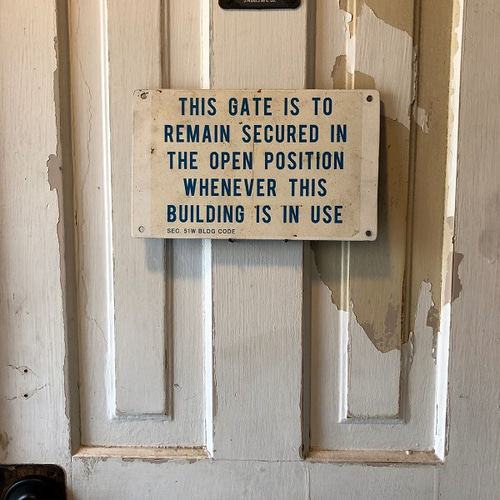 THIS GATE IS TO
REMAIN SECURED IN
THE OPEN POSITION
WHENEVER THIS
BUILDING IS IN USE
SEC. 51W BLDG CODE